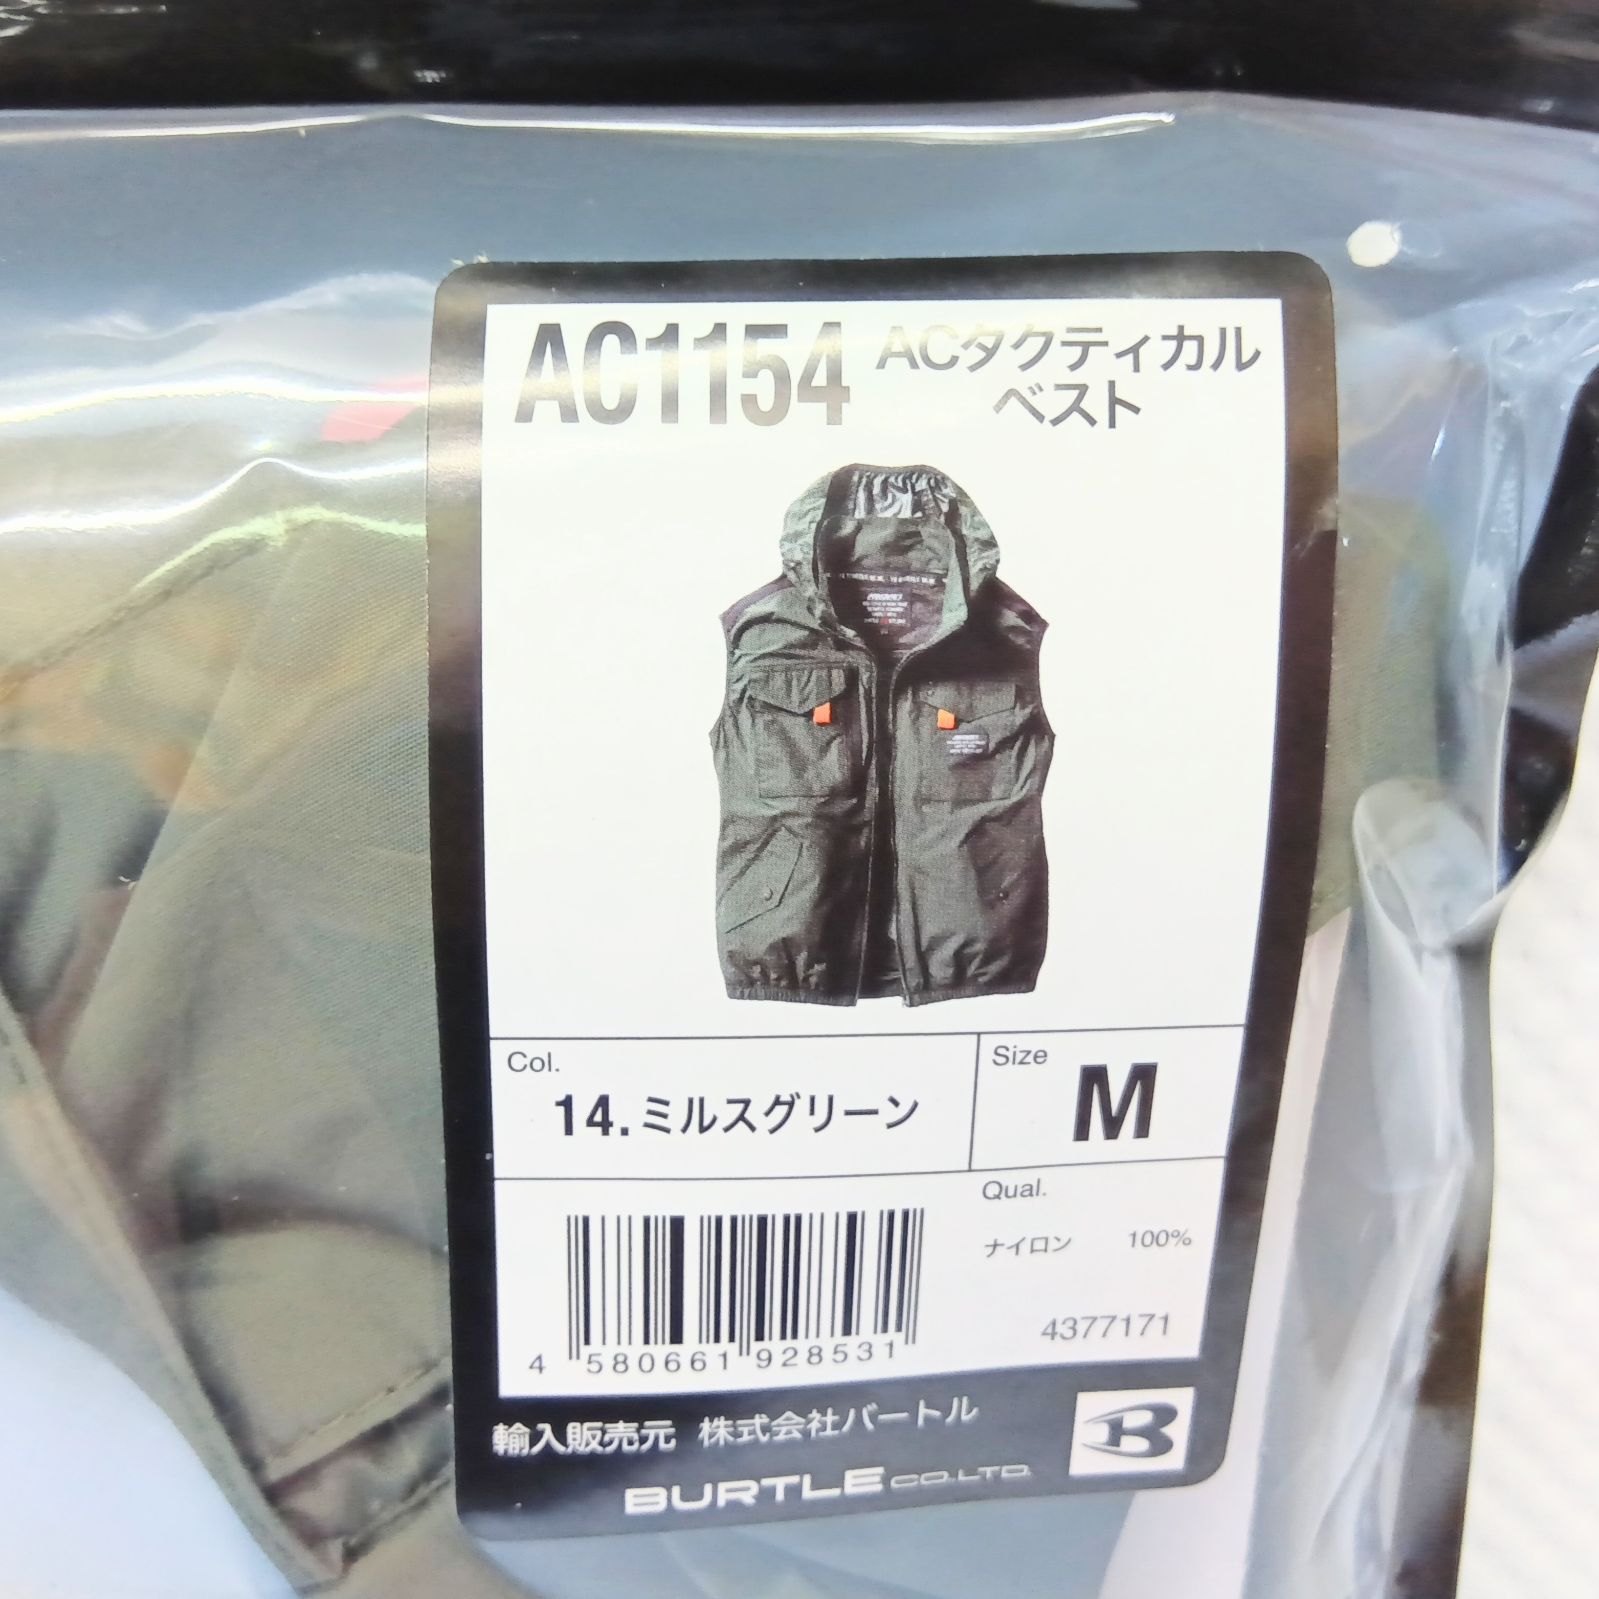 AC1154 ACタクティカル
ベスト
Col.
14.ミルスグリーン
Size
M
Qual.
ナイロン 100%
4377171
4 580661 928531
輸入販売元 株式会社バートル
BURTLE CO.LTD.
B